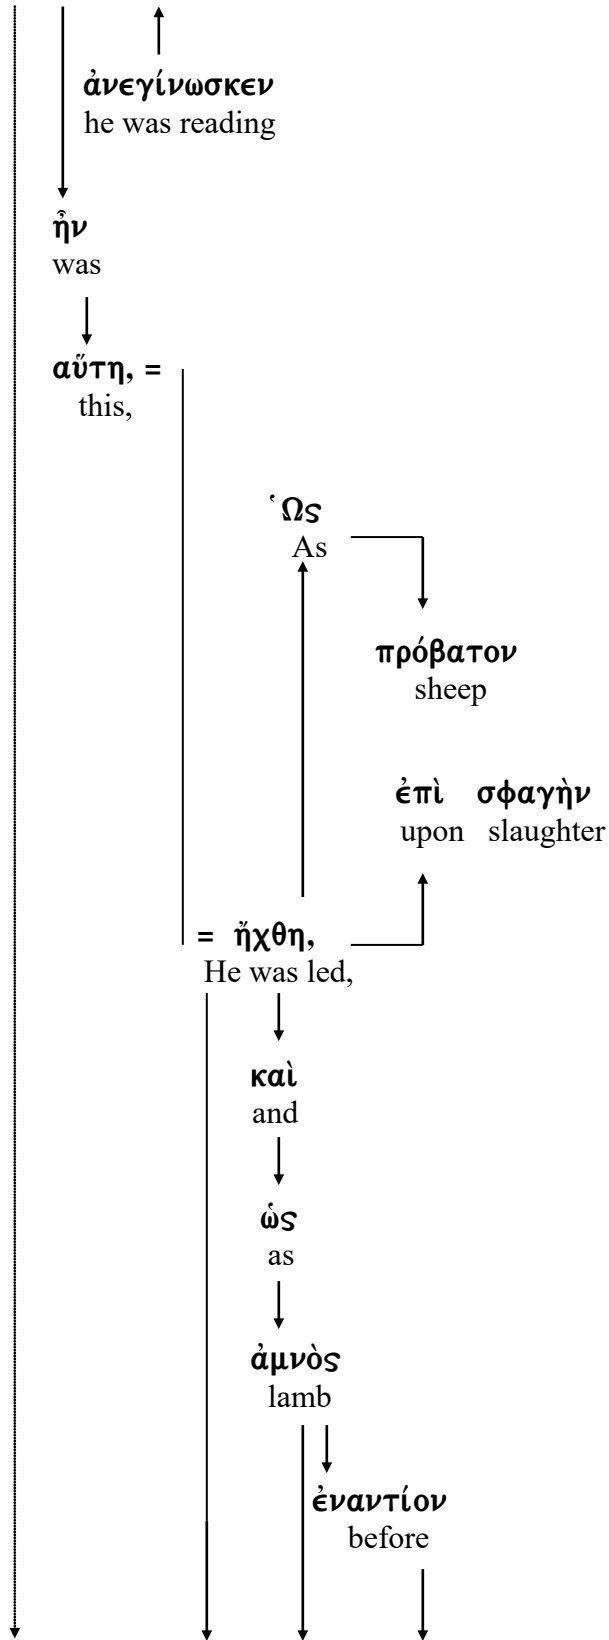 ἀνεγίνωσκεν
he was reading
ἦν
was
αὕτη, =
this,
Ὡς
As
πρόβατον
sheep
ἐπὶ σφαγὴν
upon slaughter
= ἤχθη,
He was led,
καὶ
and
ὡς
as
ἀμνὸς
lamb
ἐναντίον
before